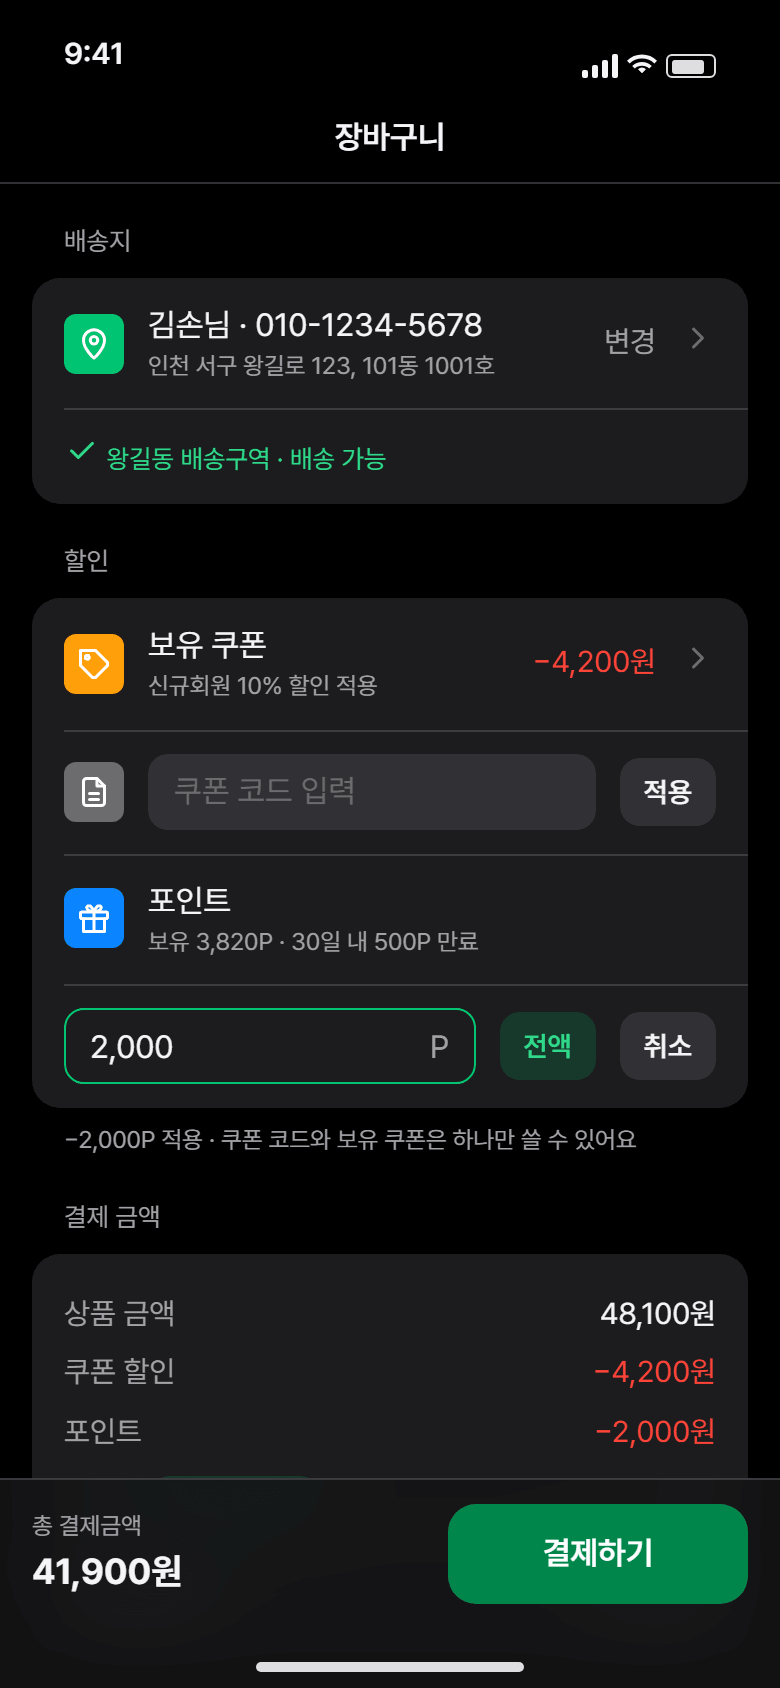 9:41
장바구니
배송지
김손님 · 010-1234-5678
인천 서구 왕길로 123, 101동 1001호
변경
왕길동 배송구역 · 배송 가능
할인
보유 쿠폰
신규회원 10% 할인 적용
−4,200원
쿠폰 코드 입력
적용
포인트
보유 3,820P · 30일 내 500P 만료
2,000 P
전액
취소
−2,000P 적용 · 쿠폰 코드와 보유 쿠폰은 하나만 쓸 수 있어요
결제 금액
상품 금액 48,100원
쿠폰 할인 −4,200원
포인트 −2,000원
총 결제금액
41,900원
결제하기